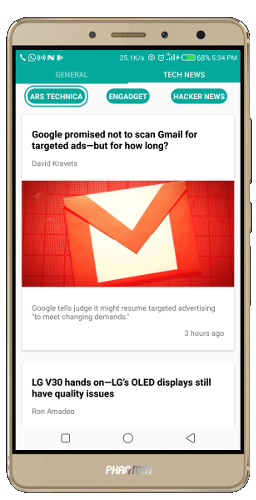 25.1K/s 68% 5:34 PM
GENERAL TECH NEWS
ARS TECHNICA ENGADGET HACKER NEWS
Google promised not to scan Gmail for
targeted ads—but for how long?
David Kravets
Google tells judge it might resume targeted advertising
"to meet changing demands."
3 hours ago
LG V30 hands on—LG's OLED displays still
have quality issues
Ron Amadeo
PHANTOM